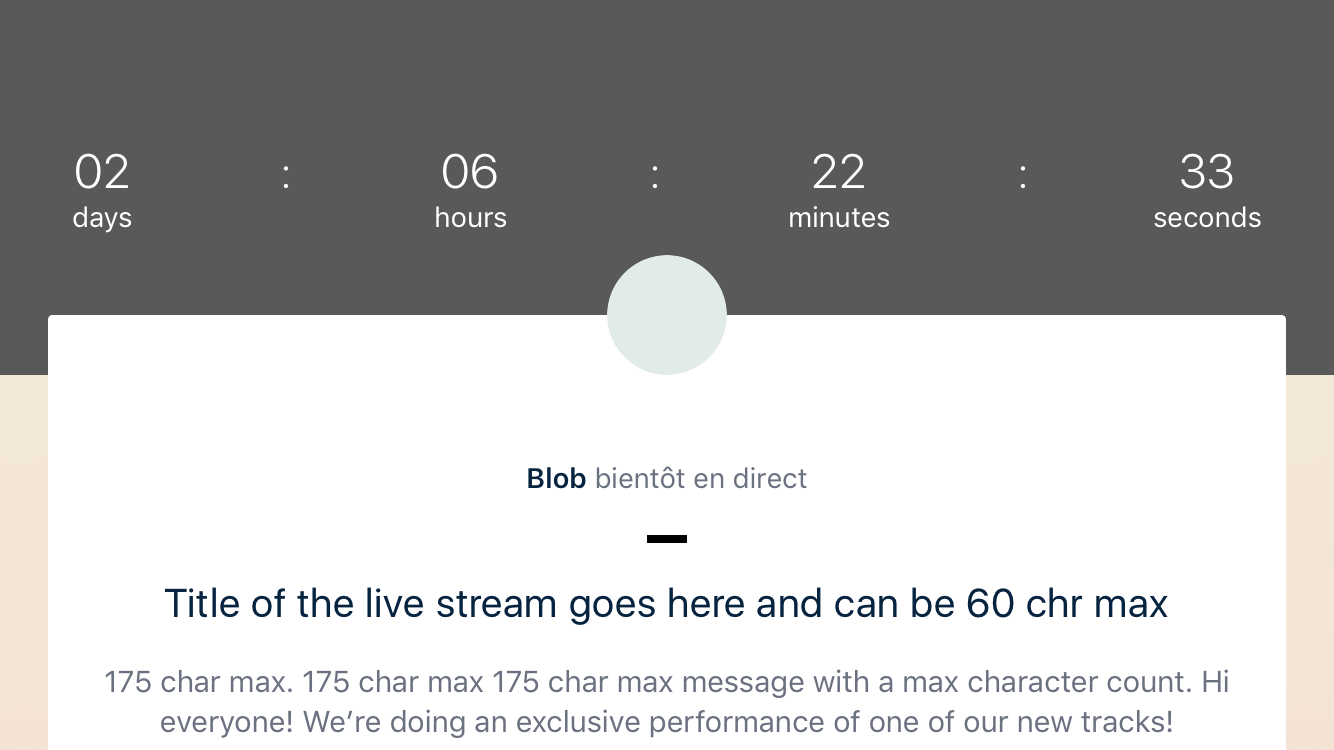 02 : 06 : 22 : 33
days hours minutes seconds
Blob bientôt en direct
Title of the live stream goes here and can be 60 chr max
175 char max. 175 char max 175 char max message with a max character count. Hi
everyone! We’re doing an exclusive performance of one of our new tracks!